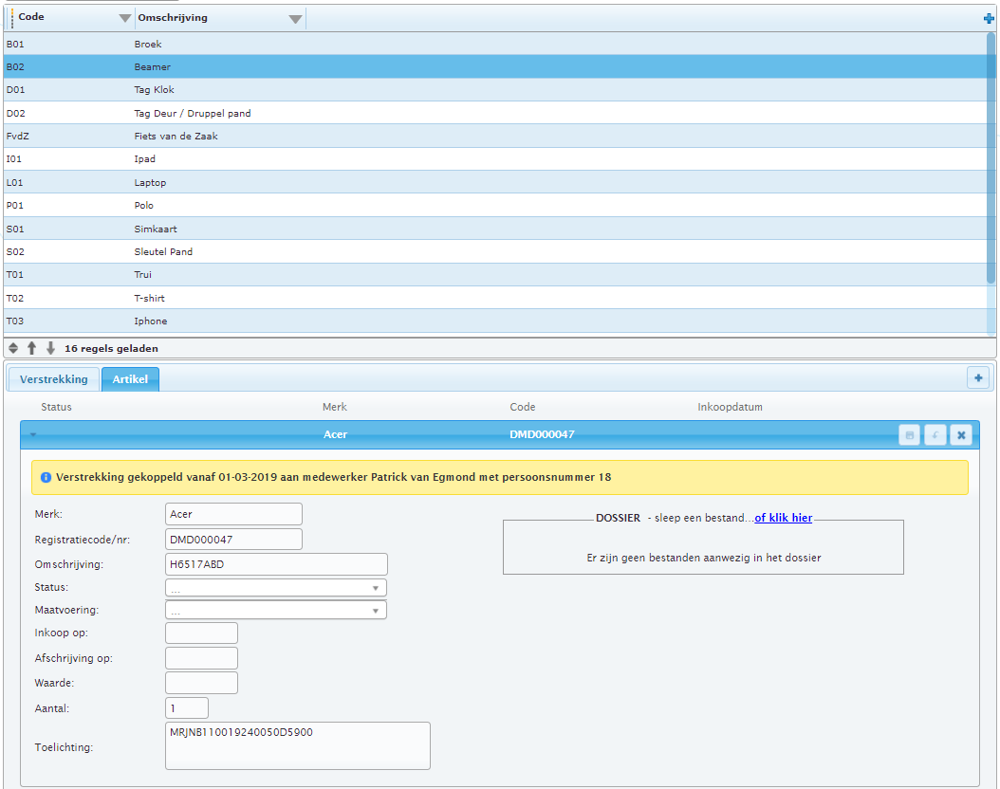 Code Omschrijving
B01 Broek
B02 Beamer
D01 Tag Klok
D02 Tag Deur / Druppel pand
FvdZ Fiets van de Zaak
I01 Ipad
L01 Laptop
P01 Polo
S01 Simkaart
S02 Sleutel Pand
T01 Trui
T02 T-shirt
T03 Iphone
16 regels geladen
Verstrekking Artikel
Status Merk Code Inkoopdatum
Acer DMD000047
Verstrekking gekoppeld vanaf 01-03-2019 aan medewerker Patrick van Egmond met persoonsnummer 18
Merk: Acer
Registratiecode/nr: DMD000047
Omschrijving: H6517ABD
Status: ...
Maatvoering: ...
Inkoop op:
Afschrijving op:
Waarde:
Aantal: 1
Toelichting: MRJNB110019240050D5900
DOSSIER - sleep een bestand...of klik hier
Er zijn geen bestanden aanwezig in het dossier